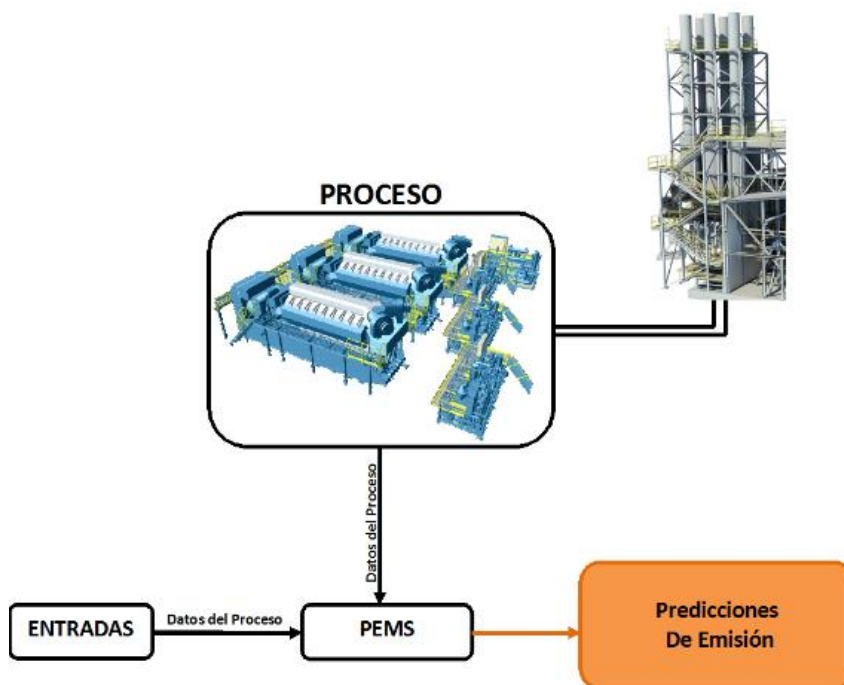 PROCESO
Datos del Proceso
ENTRADAS
Datos del Proceso
PEMS
Predicciones
De Emisión